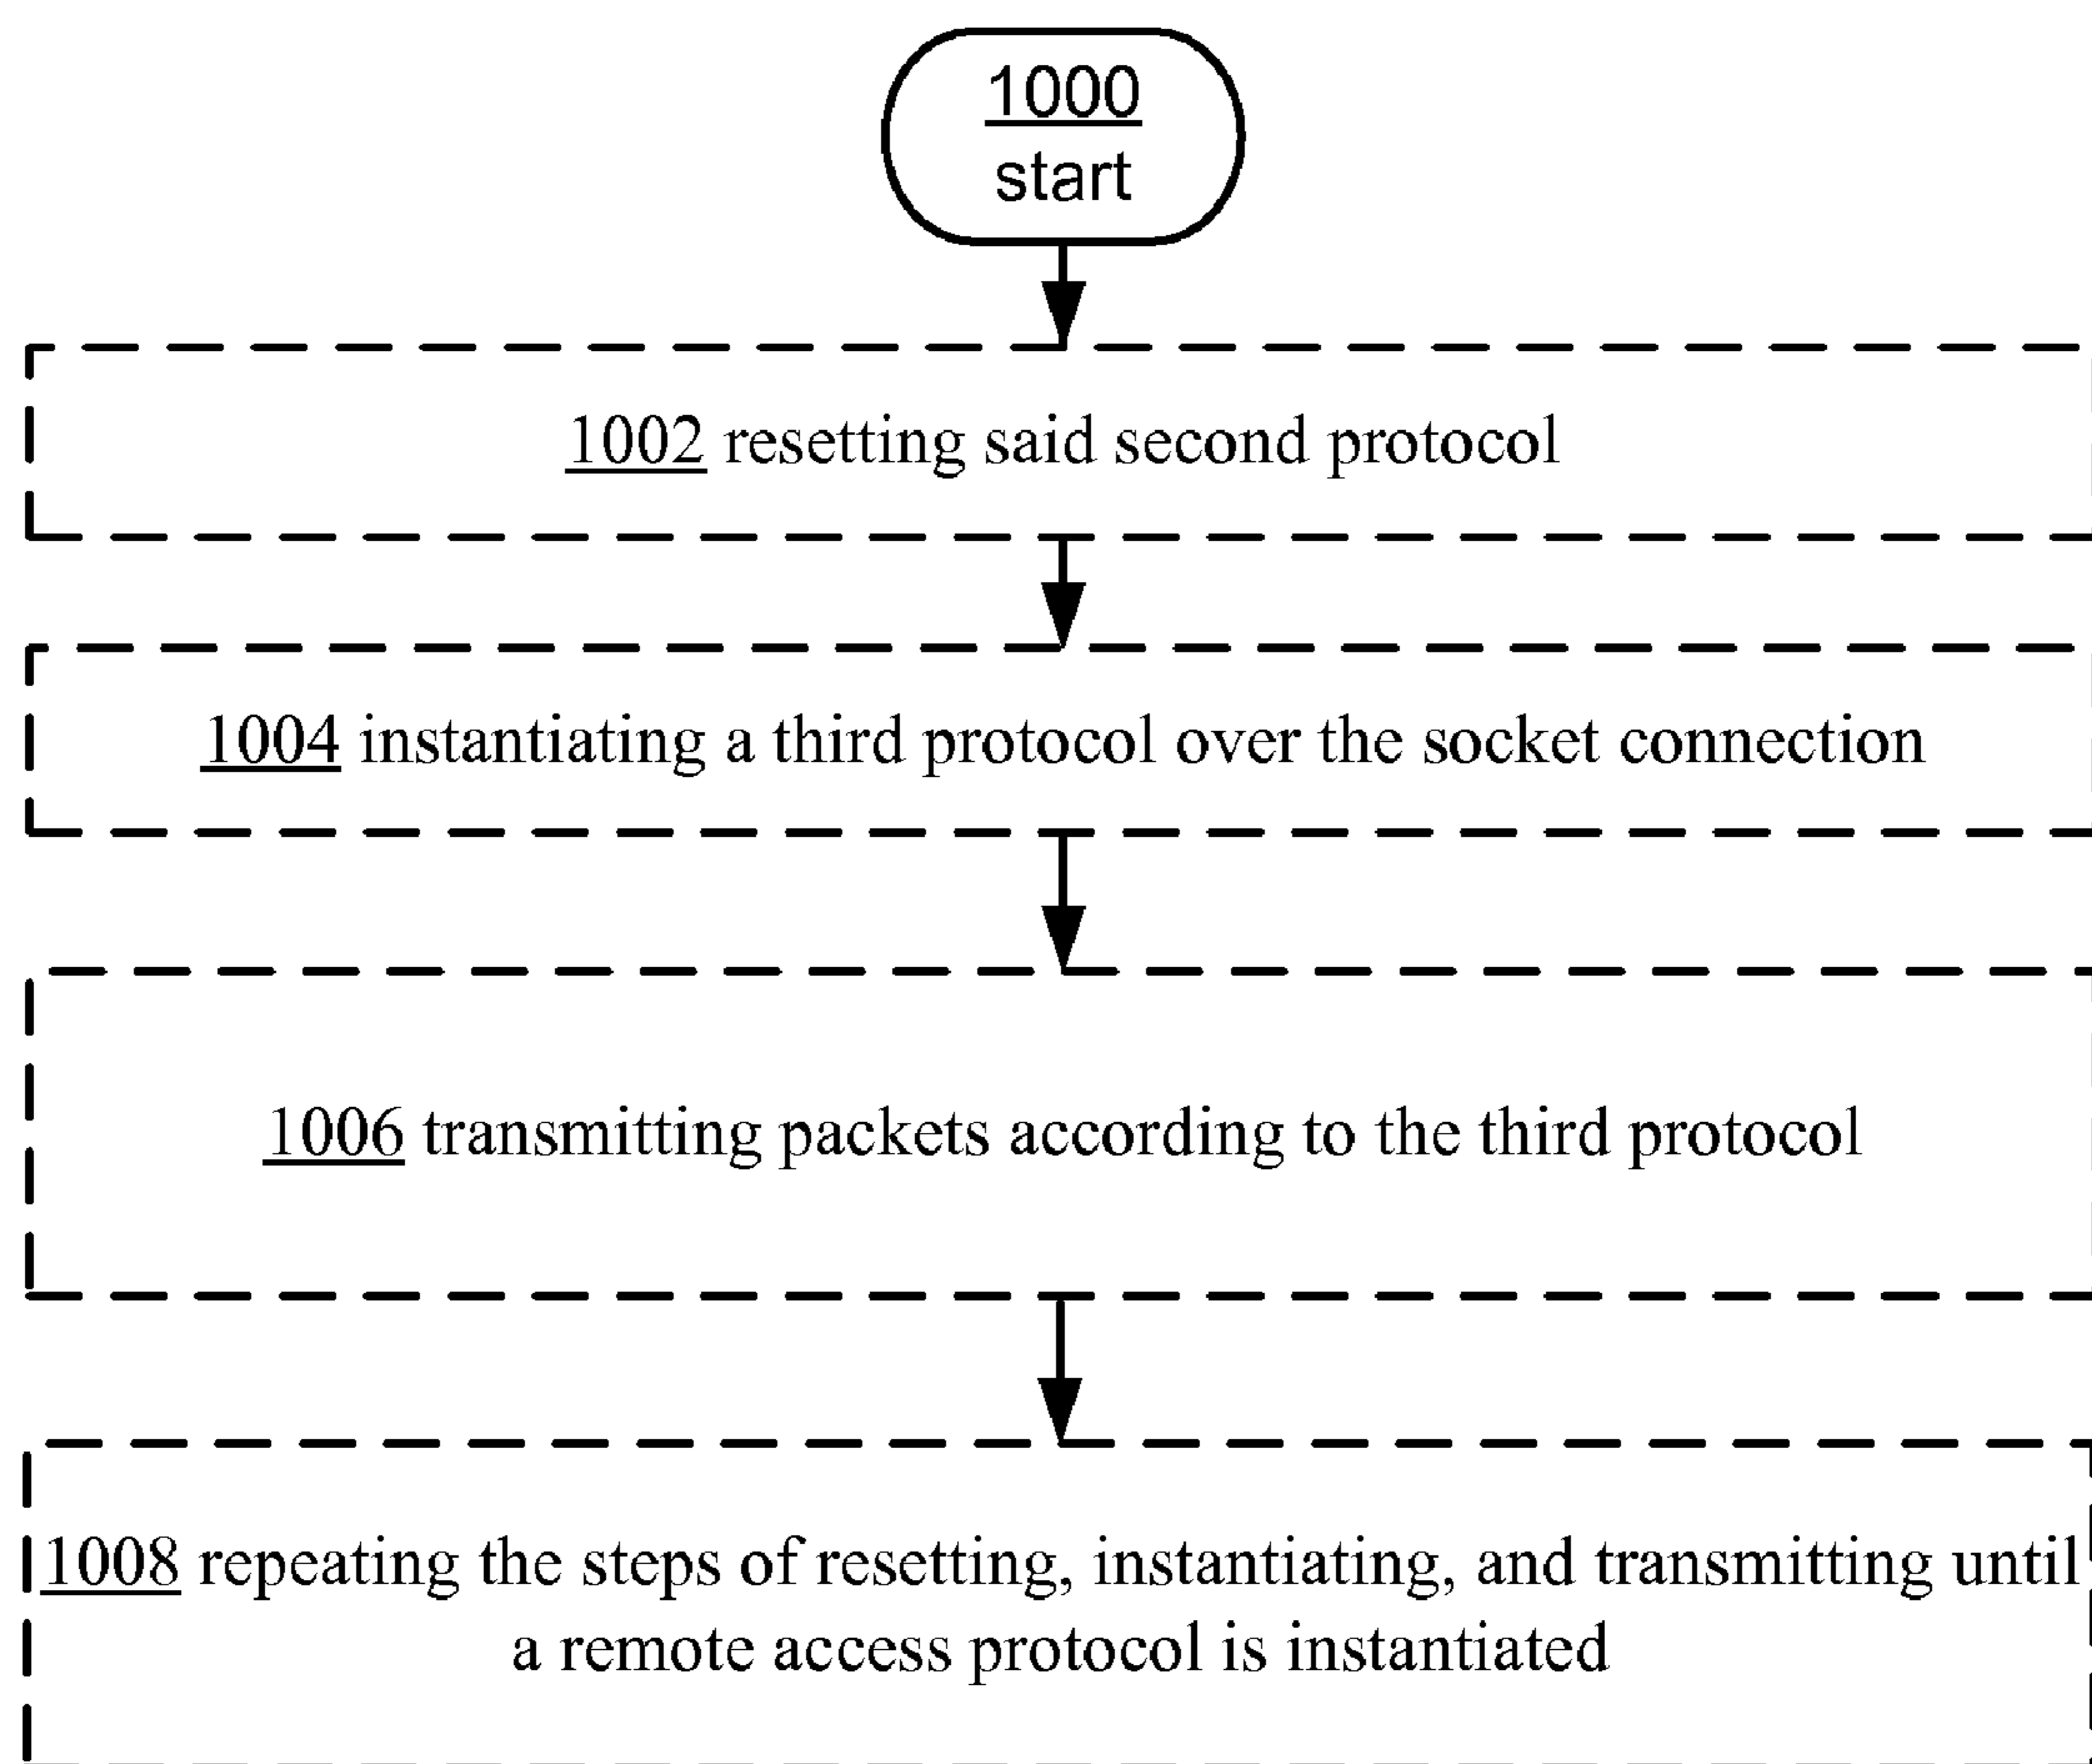 1000
start
1002 resetting said second protocol
1004 instantiating a third protocol over the socket connection
1006 transmitting packets according to the third protocol
1008 repeating the steps of resetting, instantiating, and transmitting until
a remote access protocol is instantiated